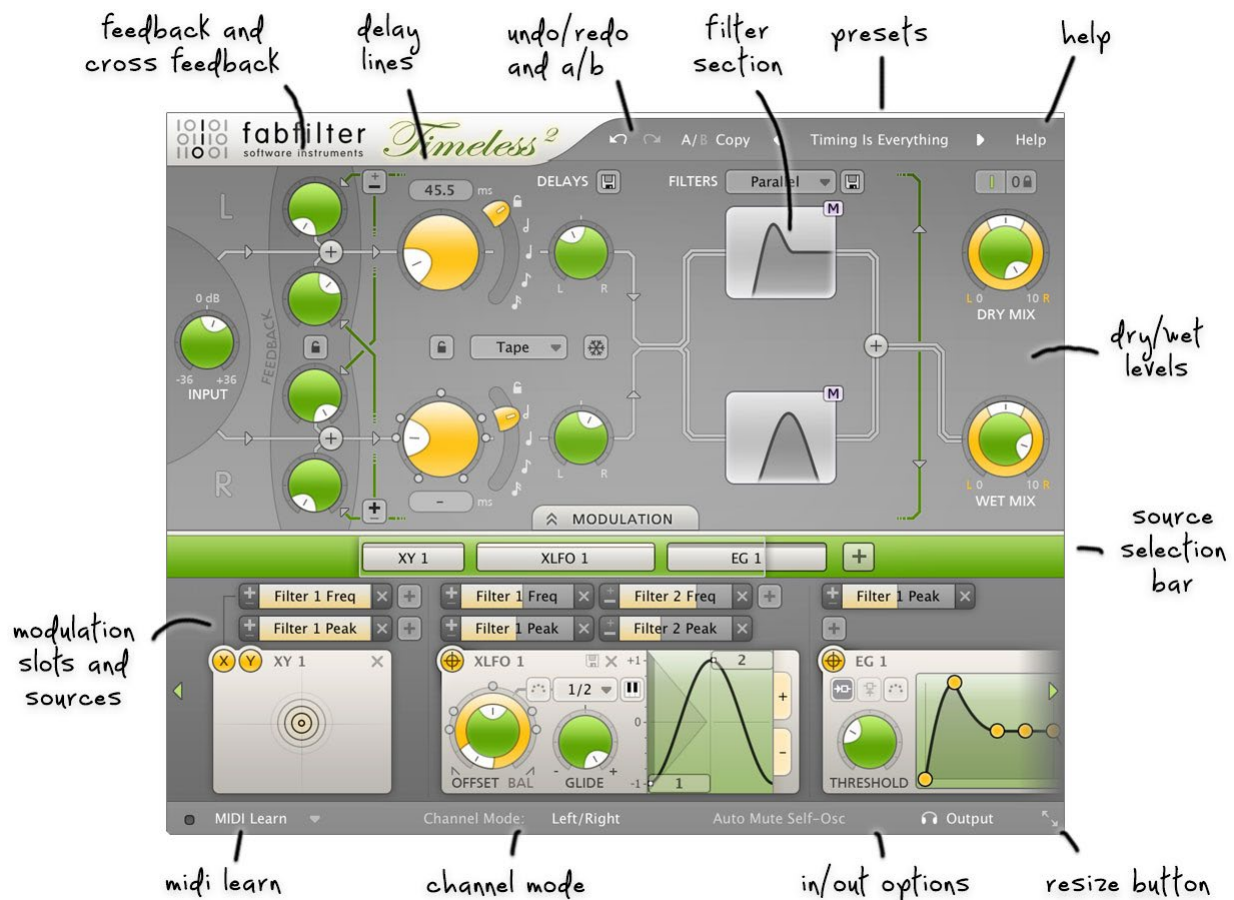 feedback and
cross feedback
delay
lines
undo/redo
and a/b
filter
section
presets
help
fabfilter
software instruments
Timeless 2
A/B Copy
Timing Is Everything
Help
L
45.5 ms
DELAYS
FILTERS
Parallel
M
0
L R
L 0 10 R
DRY MIX
0 dB
-36 +36
INPUT
FEEDBACK
Tape
dry/wet
levels
M
R
- ms
L R
L 0 10 R
WET MIX
MODULATION
source
selection
bar
XY 1
XLFO 1
EG 1
+
modulation
slots and
sources
Filter 1 Freq
Filter 1 Peak
Filter 1 Freq
Filter 2 Freq
Filter 1 Peak
Filter 2 Peak
Filter 1 Peak
X Y XY 1
XLFO 1
1/2
OFFSET BAL
- +
GLIDE
+1
0
-1
1
2
+
-
EG 1
THRESHOLD
MIDI Learn
Channel Mode: Left/Right
Auto Mute Self-Osc
Output
midi learn
channel mode
in/out options
resize button